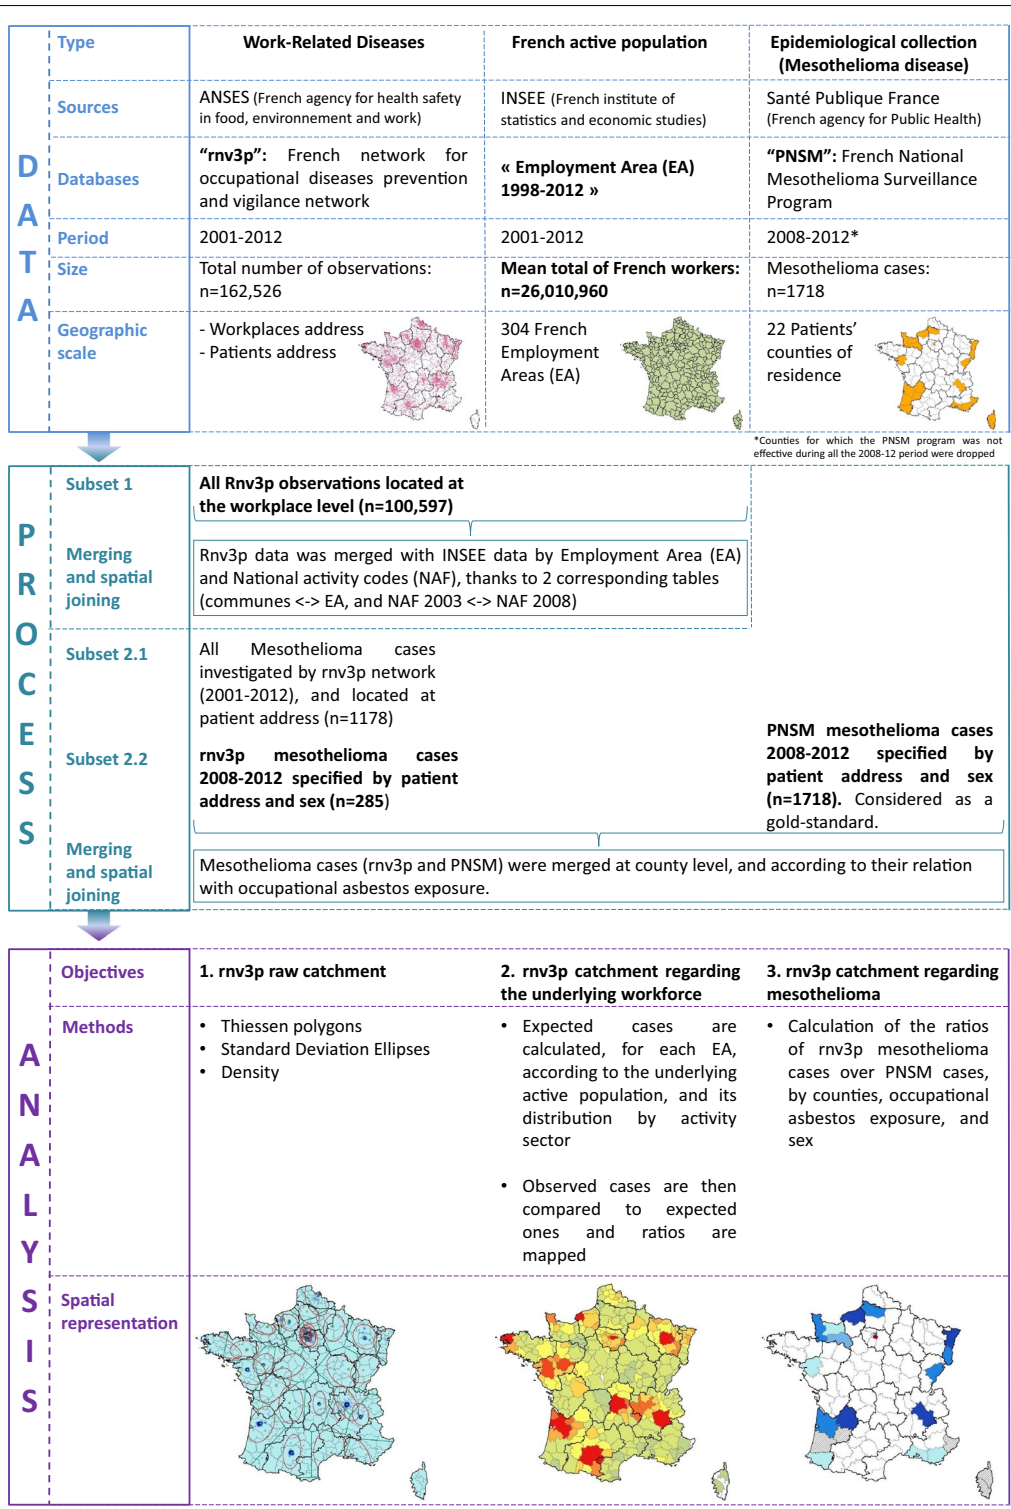 D
A
T
A
Type
Work-Related Diseases
French active population
Epidemiological collection
(Mesothelioma disease)
Sources
ANSES (French agency for health safety
in food, environnement and work)
INSEE (French institute of
statistics and economic studies)
Santé Publique France
(French agency for Public Health)
Databases
“rnv3p”: French network for
occupational diseases prevention
and vigilance network
« Employment Area (EA)
1998-2012 »
“PNSM”: French National
Mesothelioma Surveillance
Program
Period
2001-2012
2001-2012
2008-2012*
Size
Total number of observations:
n=162,526
Mean total of French workers:
n=26,010,960
Mesothelioma cases:
n=1718
Geographic
scale
- Workplaces address
- Patients address
304 French
Employment
Areas (EA)
22 Patients’
counties of
residence
*Counties for which the PNSM program was not
effective during all the 2008-12 period were dropped
P
R
O
C
E
S
S
Subset 1
All Rnv3p observations located at
the workplace level (n=100,597)
Merging
and spatial
joining
Rnv3p data was merged with INSEE data by Employment Area (EA)
and National activity codes (NAF), thanks to 2 corresponding tables
(communes <-> EA, and NAF 2003 <-> NAF 2008)
Subset 2.1
All Mesothelioma cases
investigated by rnv3p network
(2001-2012), and located at
patient address (n=1178)
Subset 2.2
rnv3p mesothelioma cases
2008-2012 specified by patient
address and sex (n=285)
PNSM mesothelioma cases
2008-2012 specified by
patient address and sex
(n=1718). Considered as a
gold-standard.
Merging
and spatial
joining
Mesothelioma cases (rnv3p and PNSM) were merged at county level, and according to their relation
with occupational asbestos exposure.
A
N
A
L
Y
S
I
S
Objectives
1. rnv3p raw catchment
2. rnv3p catchment regarding
the underlying workforce
3. rnv3p catchment regarding
mesothelioma
Methods
• Thiessen polygons
• Standard Deviation Ellipses
• Density
• Expected cases are
calculated, for each EA,
according to the underlying
active population, and its
distribution by activity
sector
• Observed cases are then
compared to expected
ones and ratios are
mapped
• Calculation of the ratios
of rnv3p mesothelioma
cases over PNSM cases,
by counties, occupational
asbestos exposure, and
sex
Spatial
representation